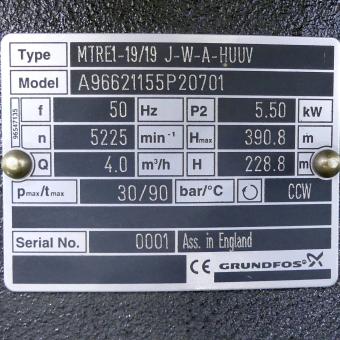 Type MTRE1-19/19 J-W-A-HUUV
Model A96621155P20701
96547135
f 50 Hz P2 5.50 kW
n 5225 min⁻¹ Hmax 390.8 m
Q 4.0 m³/h H 228.8 m
pmax/tmax 30/90 bar/°C CCW
Serial No. 0001 Ass. in England
CE GRUNDFOS